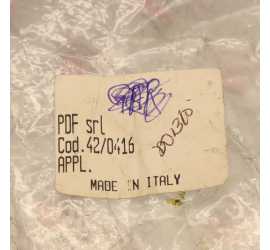 PDF srl
Cod.42/0416
APPL.
MADE IN ITALY